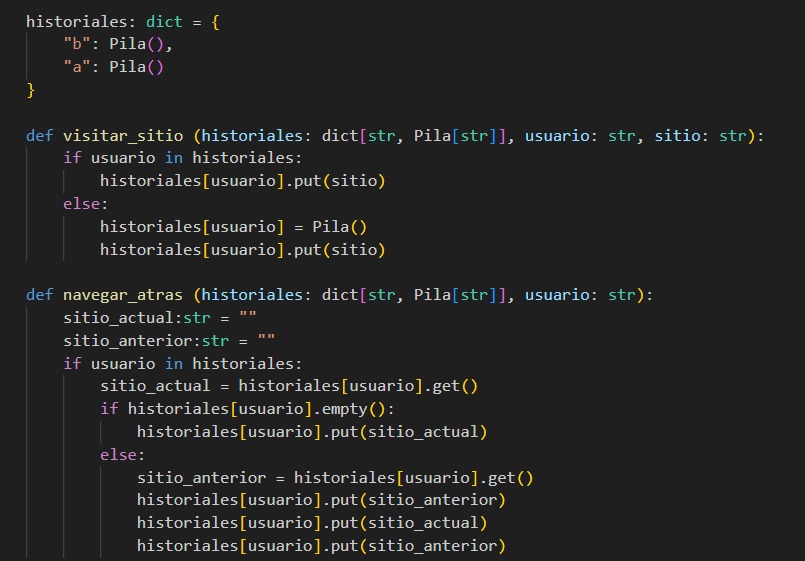 historiales: dict = {
    "b": Pila(),
    "a": Pila()
}

def visitar_sitio (historiales: dict[str, Pila[str]], usuario: str, sitio: str):
    if usuario in historiales:
        historiales[usuario].put(sitio)
    else:
        historiales[usuario] = Pila()
        historiales[usuario].put(sitio)

def navegar_atras (historiales: dict[str, Pila[str]], usuario: str):
    sitio_actual:str = ""
    sitio_anterior:str = ""
    if usuario in historiales:
        sitio_actual = historiales[usuario].get()
        if historiales[usuario].empty():
            historiales[usuario].put(sitio_actual)
        else:
            sitio_anterior = historiales[usuario].get()
            historiales[usuario].put(sitio_anterior)
            historiales[usuario].put(sitio_actual)
            historiales[usuario].put(sitio_anterior)